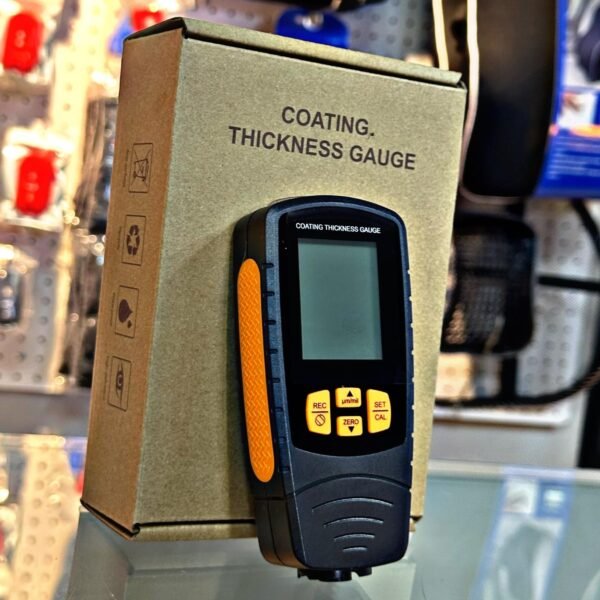 COATING.
THICKNESS GAUGE
COATING THICKNESS GAUGE
REC
µm/mil
SET
CAL
ZERO